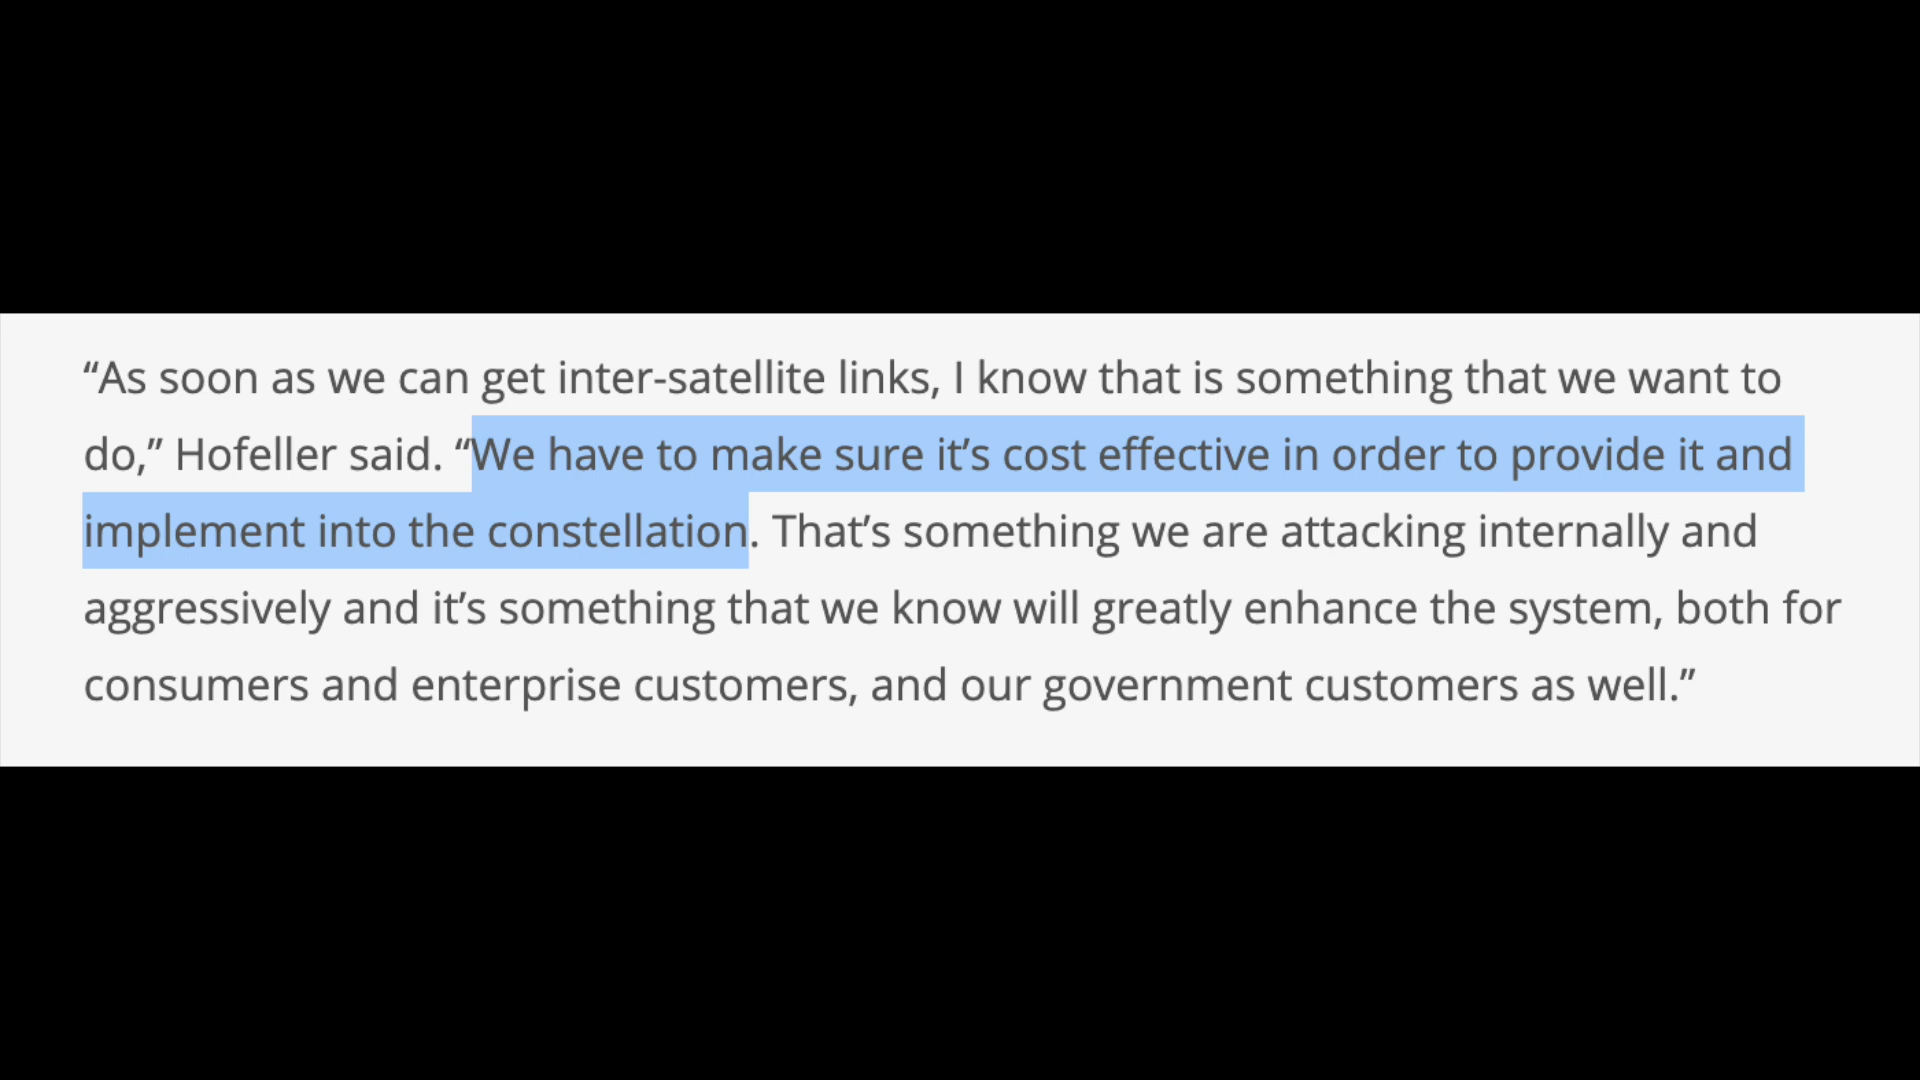 “As soon as we can get inter-satellite links, I know that is something that we want to
do,” Hofeller said. “We have to make sure it’s cost effective in order to provide it and
implement into the constellation. That’s something we are attacking internally and
aggressively and it’s something that we know will greatly enhance the system, both for
consumers and enterprise customers, and our government customers as well.”